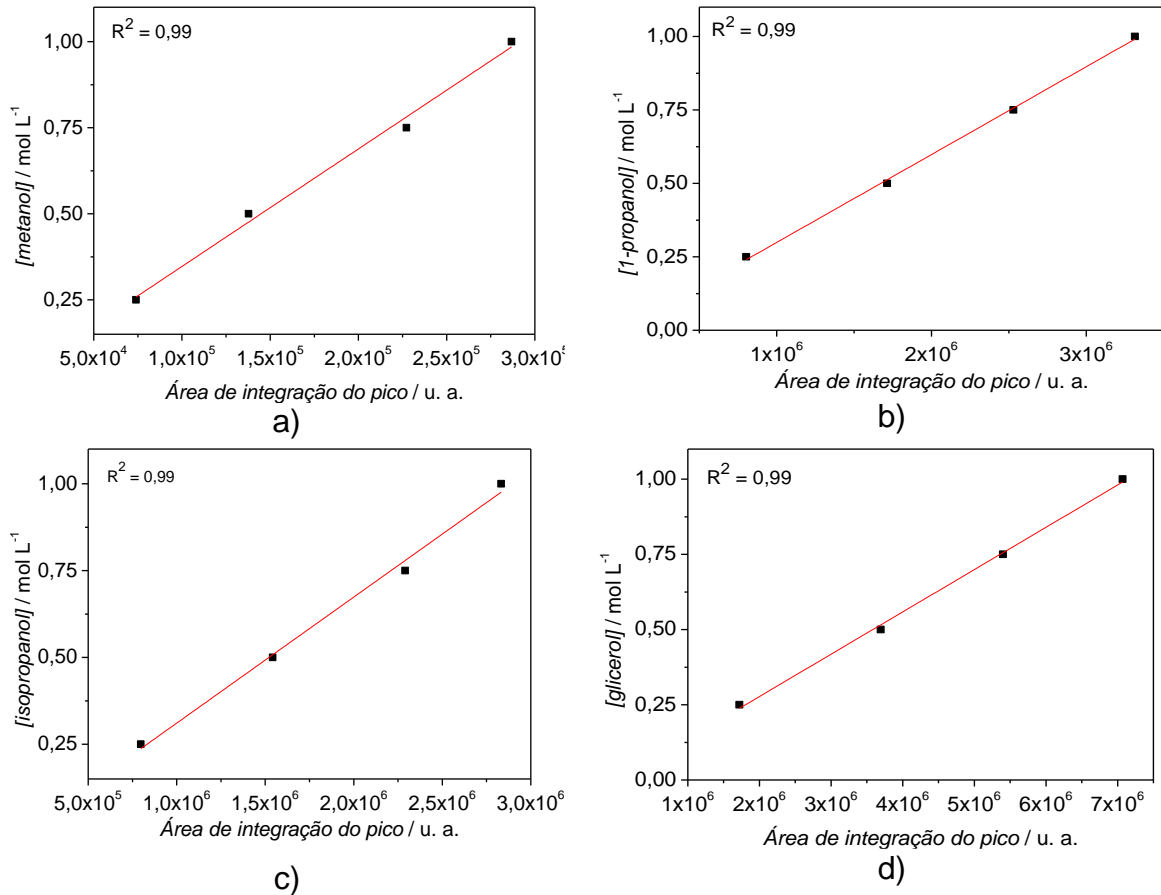 R² = 0,99
1,00
0,75
0,50
0,25
[metanol] / mol L⁻¹
5,0x10⁴ 1,0x10⁵ 1,5x10⁵ 2,0x10⁵ 2,5x10⁵ 3,0x10⁵
Área de integração do pico / u. a.
a)
R² = 0,99
1,00
0,75
0,50
0,25
0,00
[1-propanol] / mol L⁻¹
1x10⁶ 2x10⁶ 3x10⁶
Área de integração do pico / u. a.
b)
R² = 0,99
1,00
0,75
0,50
0,25
[isopropanol] / mol L⁻¹
5,0x10⁵ 1,0x10⁶ 1,5x10⁶ 2,0x10⁶ 2,5x10⁶ 3,0x10⁶
Área de integração do pico / u. a.
c)
R² = 0,99
1,00
0,75
0,50
0,25
0,00
[glicerol] / mol L⁻¹
1x10⁶ 2x10⁶ 3x10⁶ 4x10⁶ 5x10⁶ 6x10⁶ 7x10⁶
Área de integração do pico / u. a.
d)